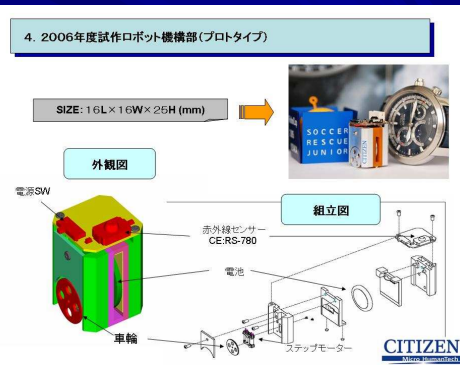 4. 2006年度試作ロボット機構部(プロトタイプ)
SIZE:16L×16W×25H (mm)
SOCCER
RESCUE
JUNIOR
CITIZEN
外観図
電源SW
組立図
赤外線センサー
CE:RS-780
電池
車輪
ステップモーター
CITIZEN
Micro HumanTech